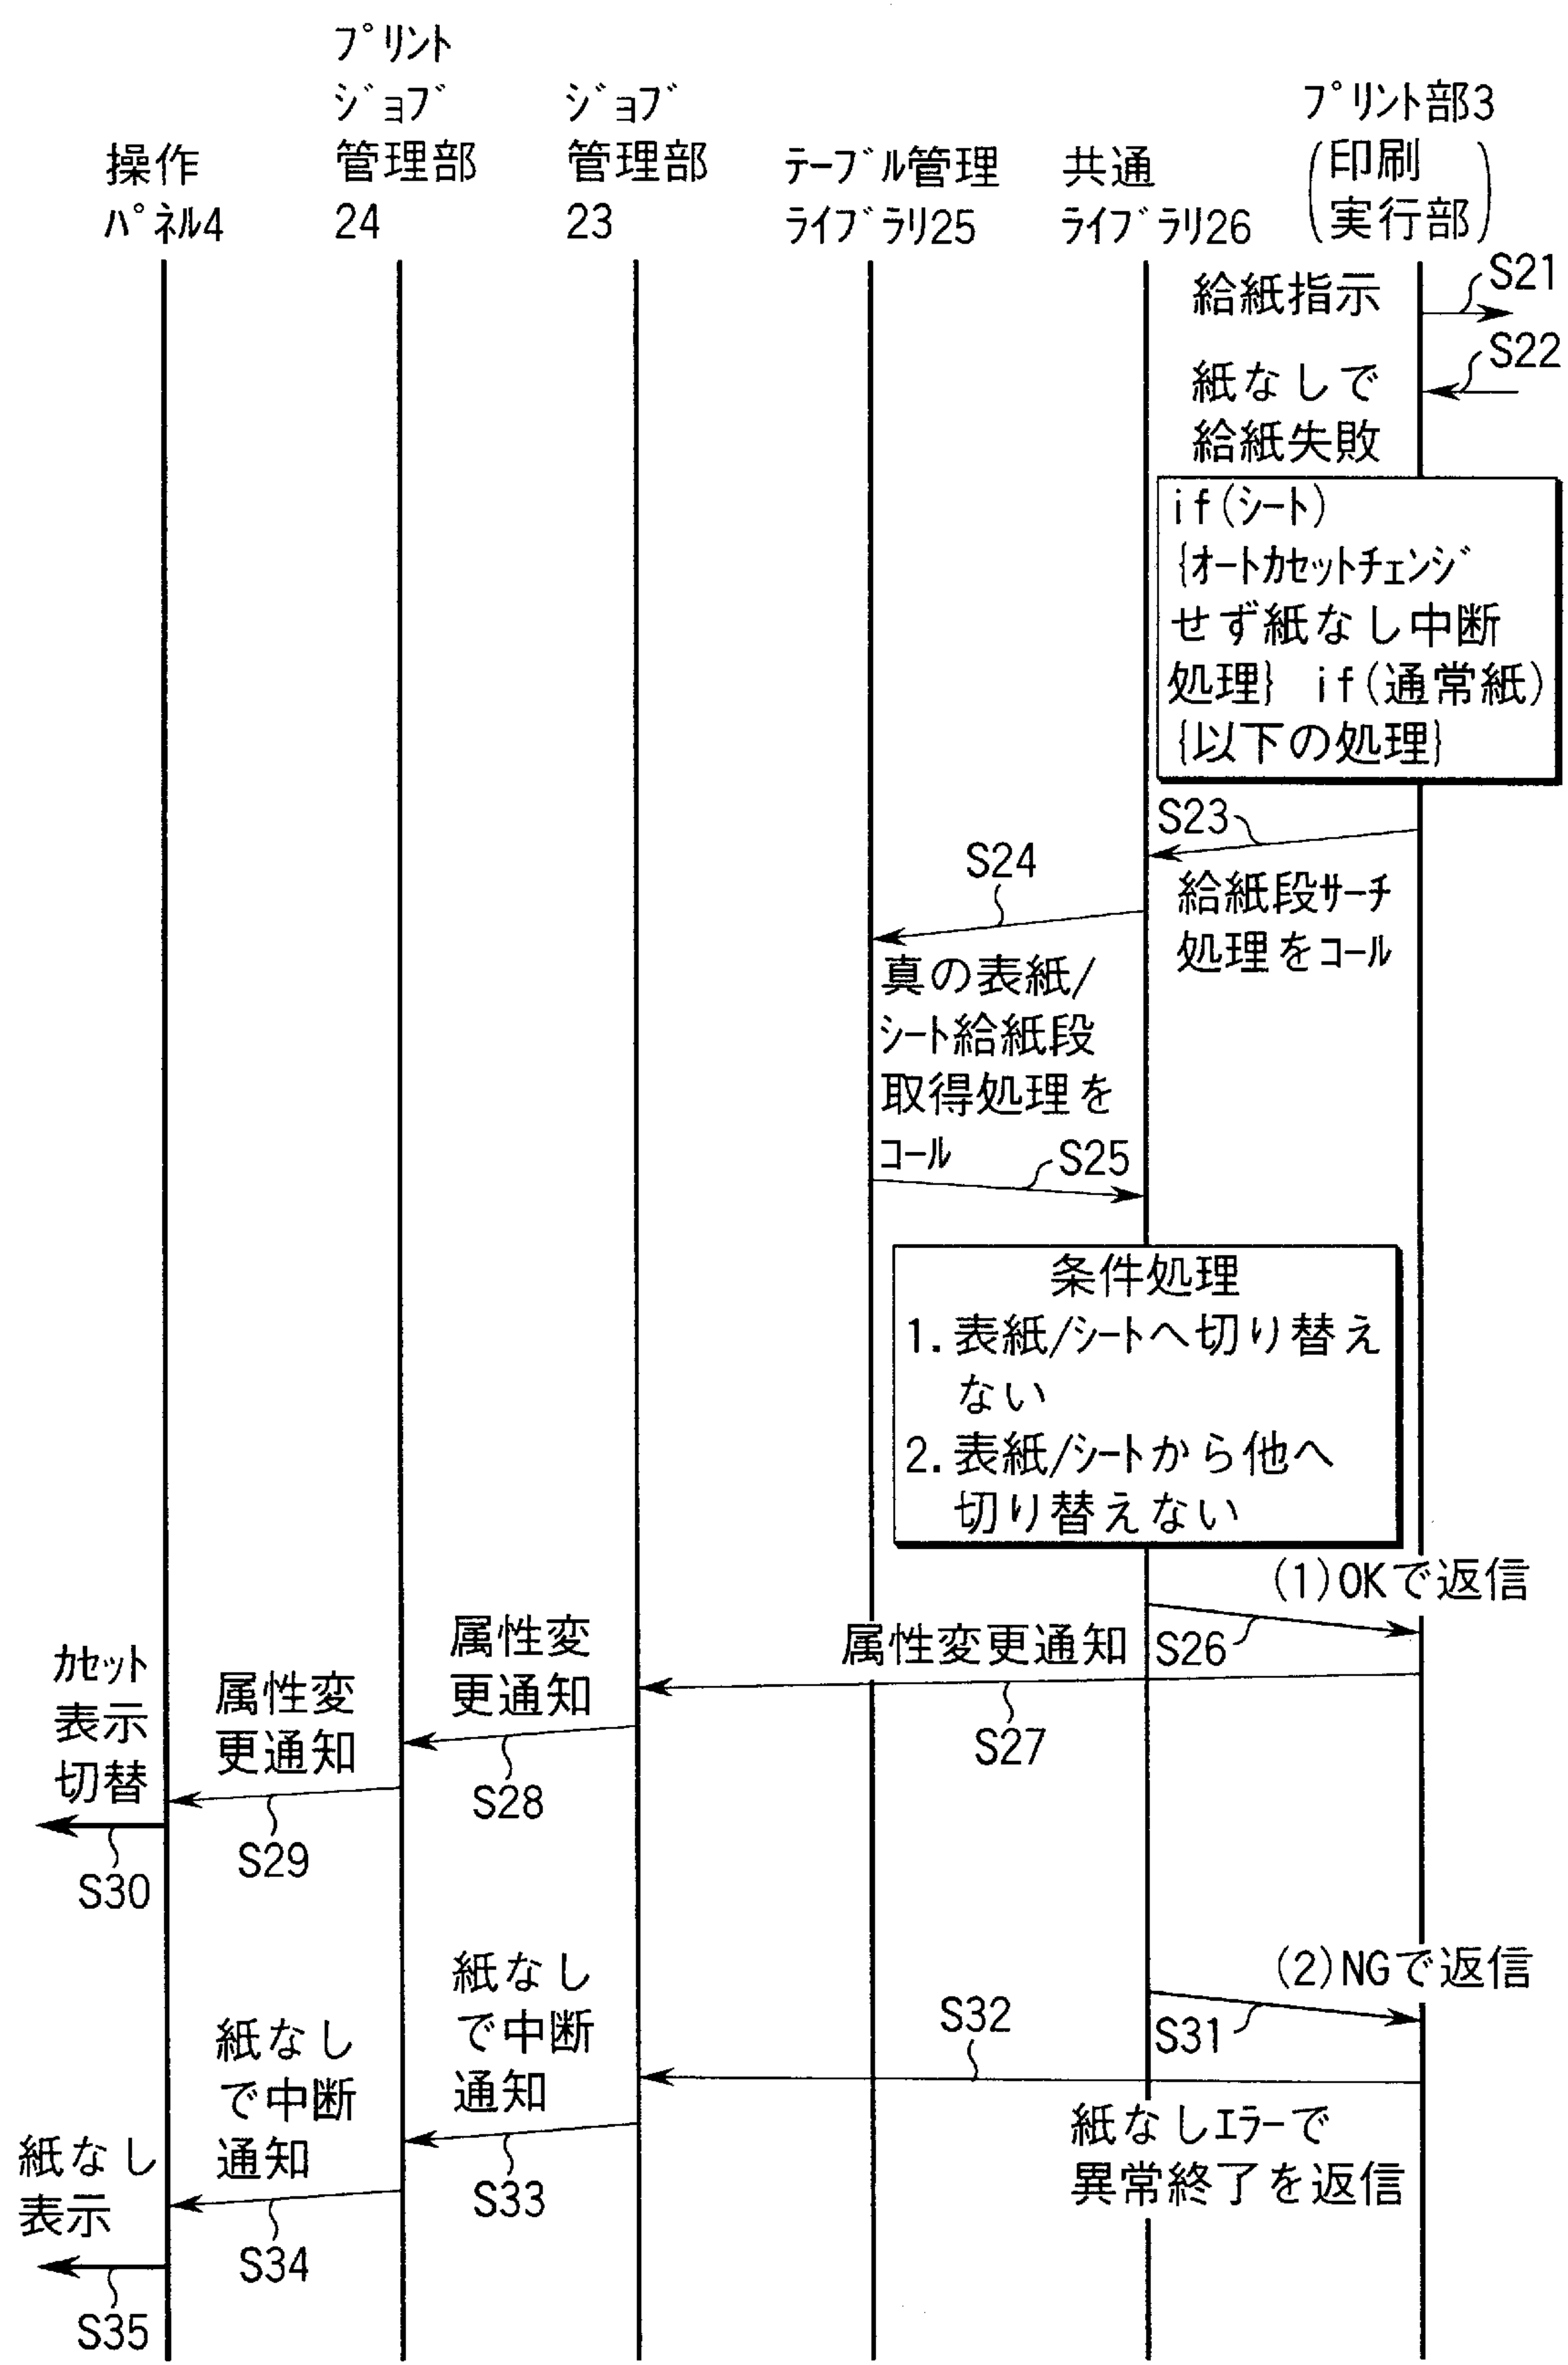 操作
パネル4
プリント
ジョブ
管理部
24
ジョブ
管理部
23
テーブル管理
ライブラリ25
共通
ライブラリ26
プリント部3
(印刷
実行部)
給紙指示
S21
S22
紙なしで
給紙失敗
if(シート)
{オートカセットチェンジ
せず紙なし中断
処理} if(通常紙)
{以下の処理}
S23
給紙段サーチ
処理をコール
S24
真の表紙/
シート給紙段
取得処理を
コール
S25
条件処理
1. 表紙/シートへ切り替え
ない
2. 表紙/シートから他へ
切り替えない
(1)OKで返信
S26
属性変更通知
S27
属性変
更通知
S28
属性変
更通知
S29
カセット
表示
切替
S30
(2)NGで返信
S31
S32
紙なしエラーで
異常終了を返信
紙なし
で中断
通知
S33
紙なし
で中断
通知
S34
紙なし
表示
S35